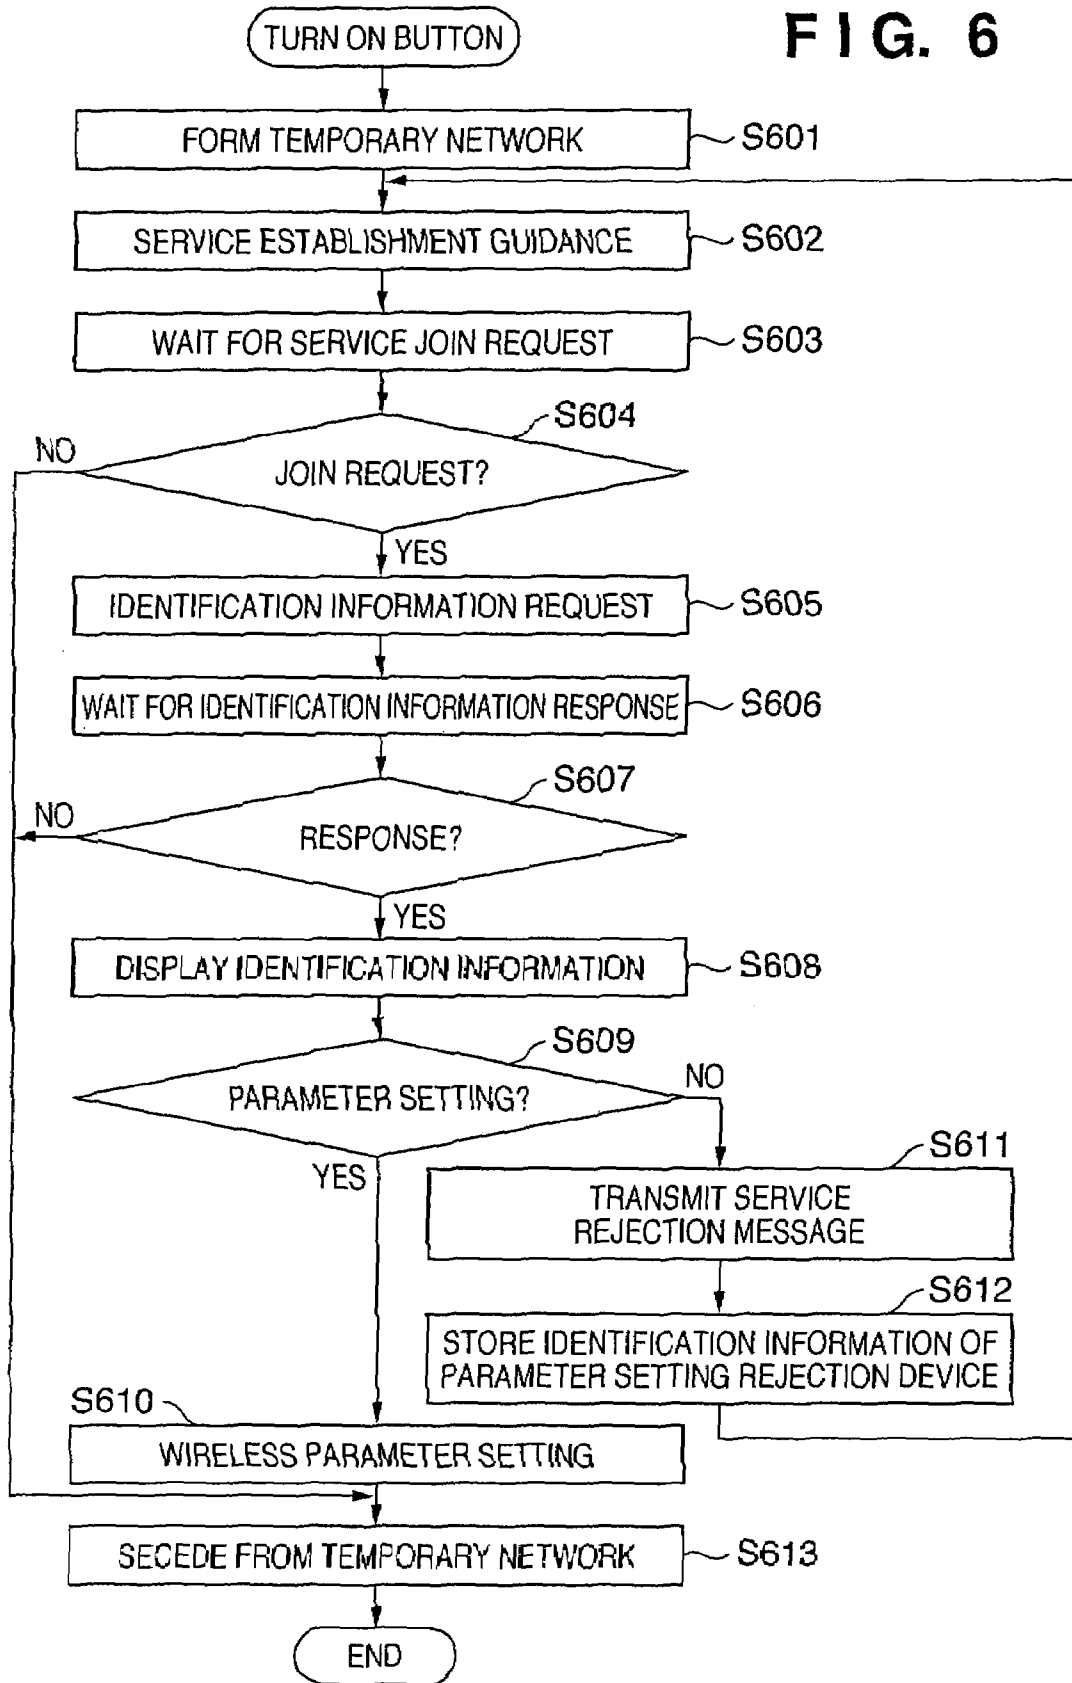 FIG. 6
TURN ON BUTTON
FORM TEMPORARY NETWORK
S601
SERVICE ESTABLISHMENT GUIDANCE
S602
WAIT FOR SERVICE JOIN REQUEST
S603
S604
NO
JOIN REQUEST?
YES
IDENTIFICATION INFORMATION REQUEST
S605
WAIT FOR IDENTIFICATION INFORMATION RESPONSE
S606
S607
NO
RESPONSE?
YES
DISPLAY IDENTIFICATION INFORMATION
S608
S609
PARAMETER SETTING?
NO
YES
S611
TRANSMIT SERVICE
REJECTION MESSAGE
S612
STORE IDENTIFICATION INFORMATION OF
PARAMETER SETTING REJECTION DEVICE
S610
WIRELESS PARAMETER SETTING
SECEDE FROM TEMPORARY NETWORK
S613
END